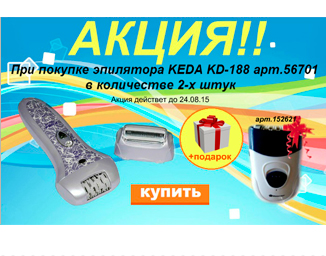 АКЦИЯ!!
При покупке эпилятора KEDA KD-188 арт.56701
в количестве 2-х штук
Акция действет до 24.08.15
арт.152621
+подарок
купить